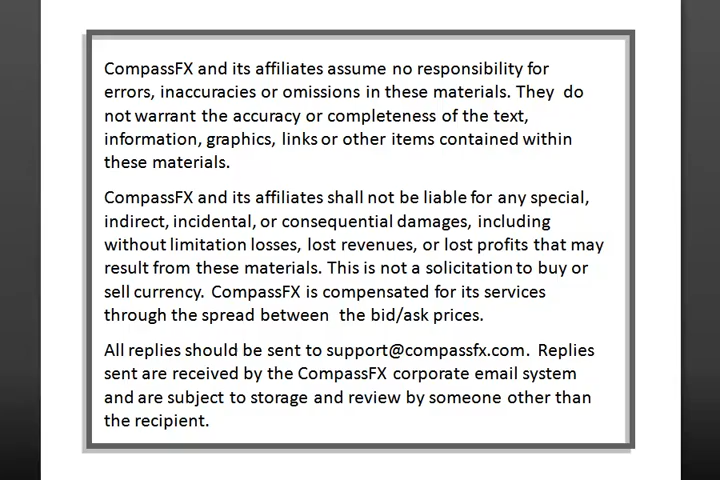 CompassFX and its affiliates assume no responsibility for
errors, inaccuracies or omissions in these materials. They  do
not warrant the accuracy or completeness of the text,
information, graphics, links or other items contained within
these materials.
CompassFX and its affiliates shall not be liable for any special,
indirect, incidental, or consequential damages, including
without limitation losses, lost revenues, or lost profits that may
result from these materials. This is not a solicitation to buy or
sell currency.  CompassFX is compensated for its services
through the spread between  the bid/ask prices.
All replies should be sent to support@compassfx.com.  Replies
sent are received by the CompassFX corporate email system
and are subject to storage and review by someone other than
the recipient.